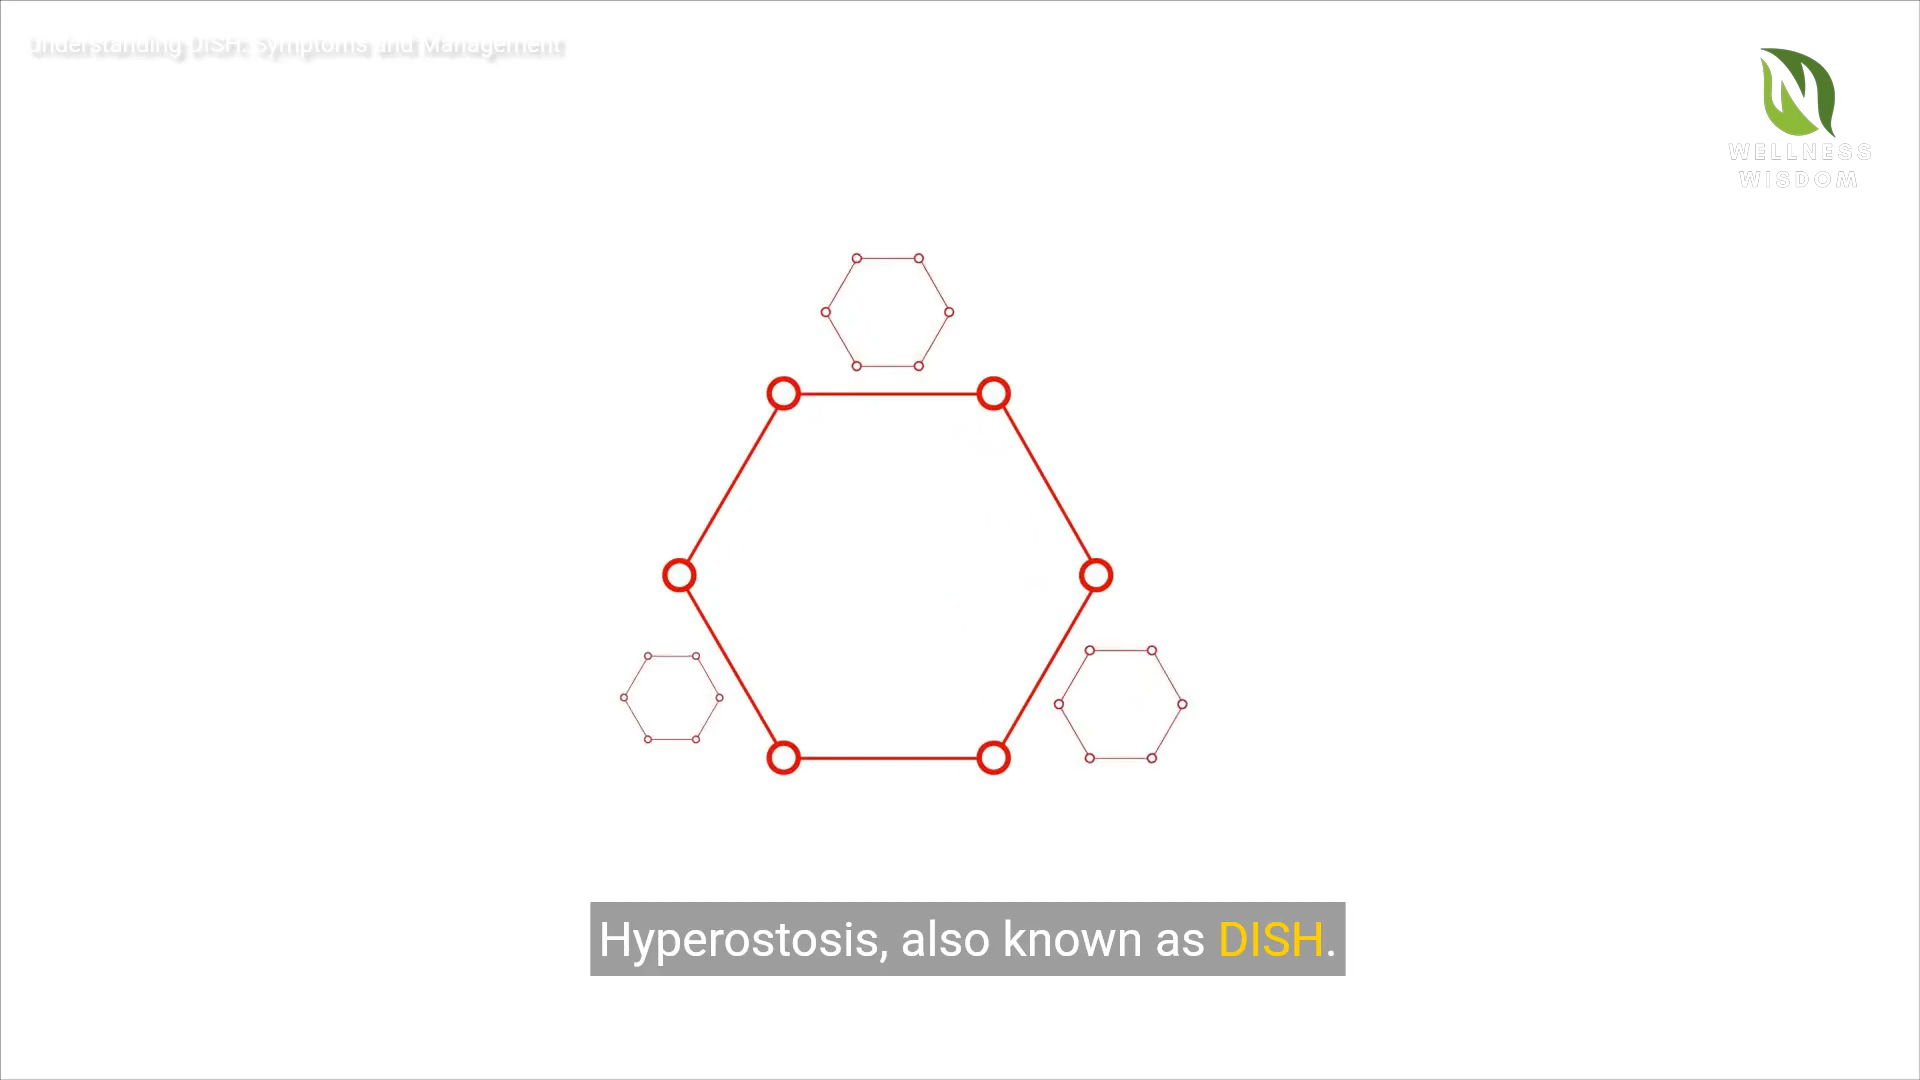 Understanding DISH: Symptoms and Management
WELLNESS
WISDOM
Hyperostosis, also known as DISH.